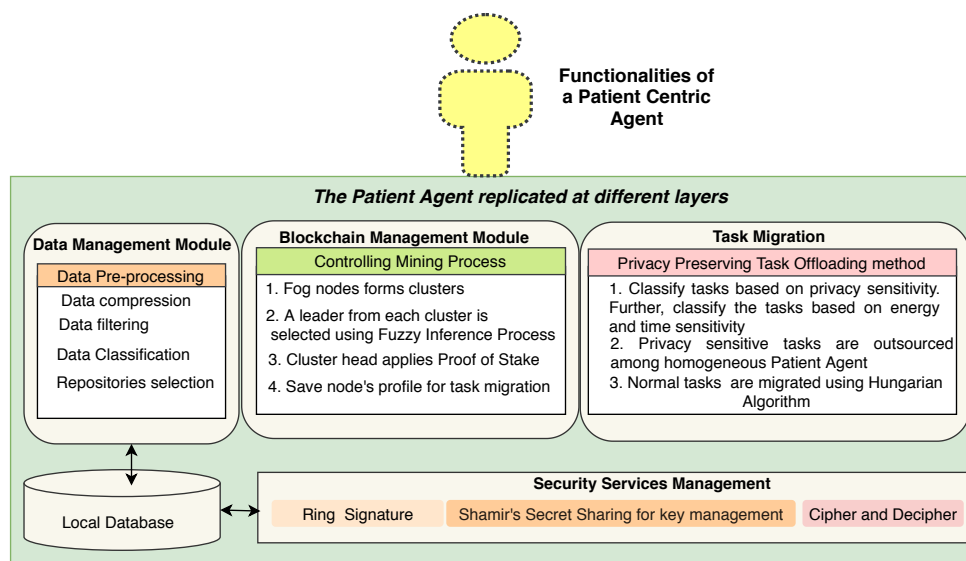 Functionalities of
a Patient Centric
Agent
The Patient Agent replicated at different layers
Data Management Module
Data Pre-processing
Data compression
Data filtering
Data Classification
Repositories selection
Blockchain Management Module
Controlling Mining Process
1. Fog nodes forms clusters
2. A leader from each cluster is
selected using Fuzzy Inference Process
3. Cluster head applies Proof of Stake
4. Save node's profile for task migration
Task Migration
Privacy Preserving Task Offloading method
1. Classify tasks based on privacy sensitivity.
Further, classify the tasks based on energy
and time sensitivity
2. Privacy sensitive tasks are outsourced
among homogeneous Patient Agent
3. Normal tasks are migrated using Hungarian
Algorithm
Local Database
Security Services Management
Ring Signature
Shamir's Secret Sharing for key management
Cipher and Decipher